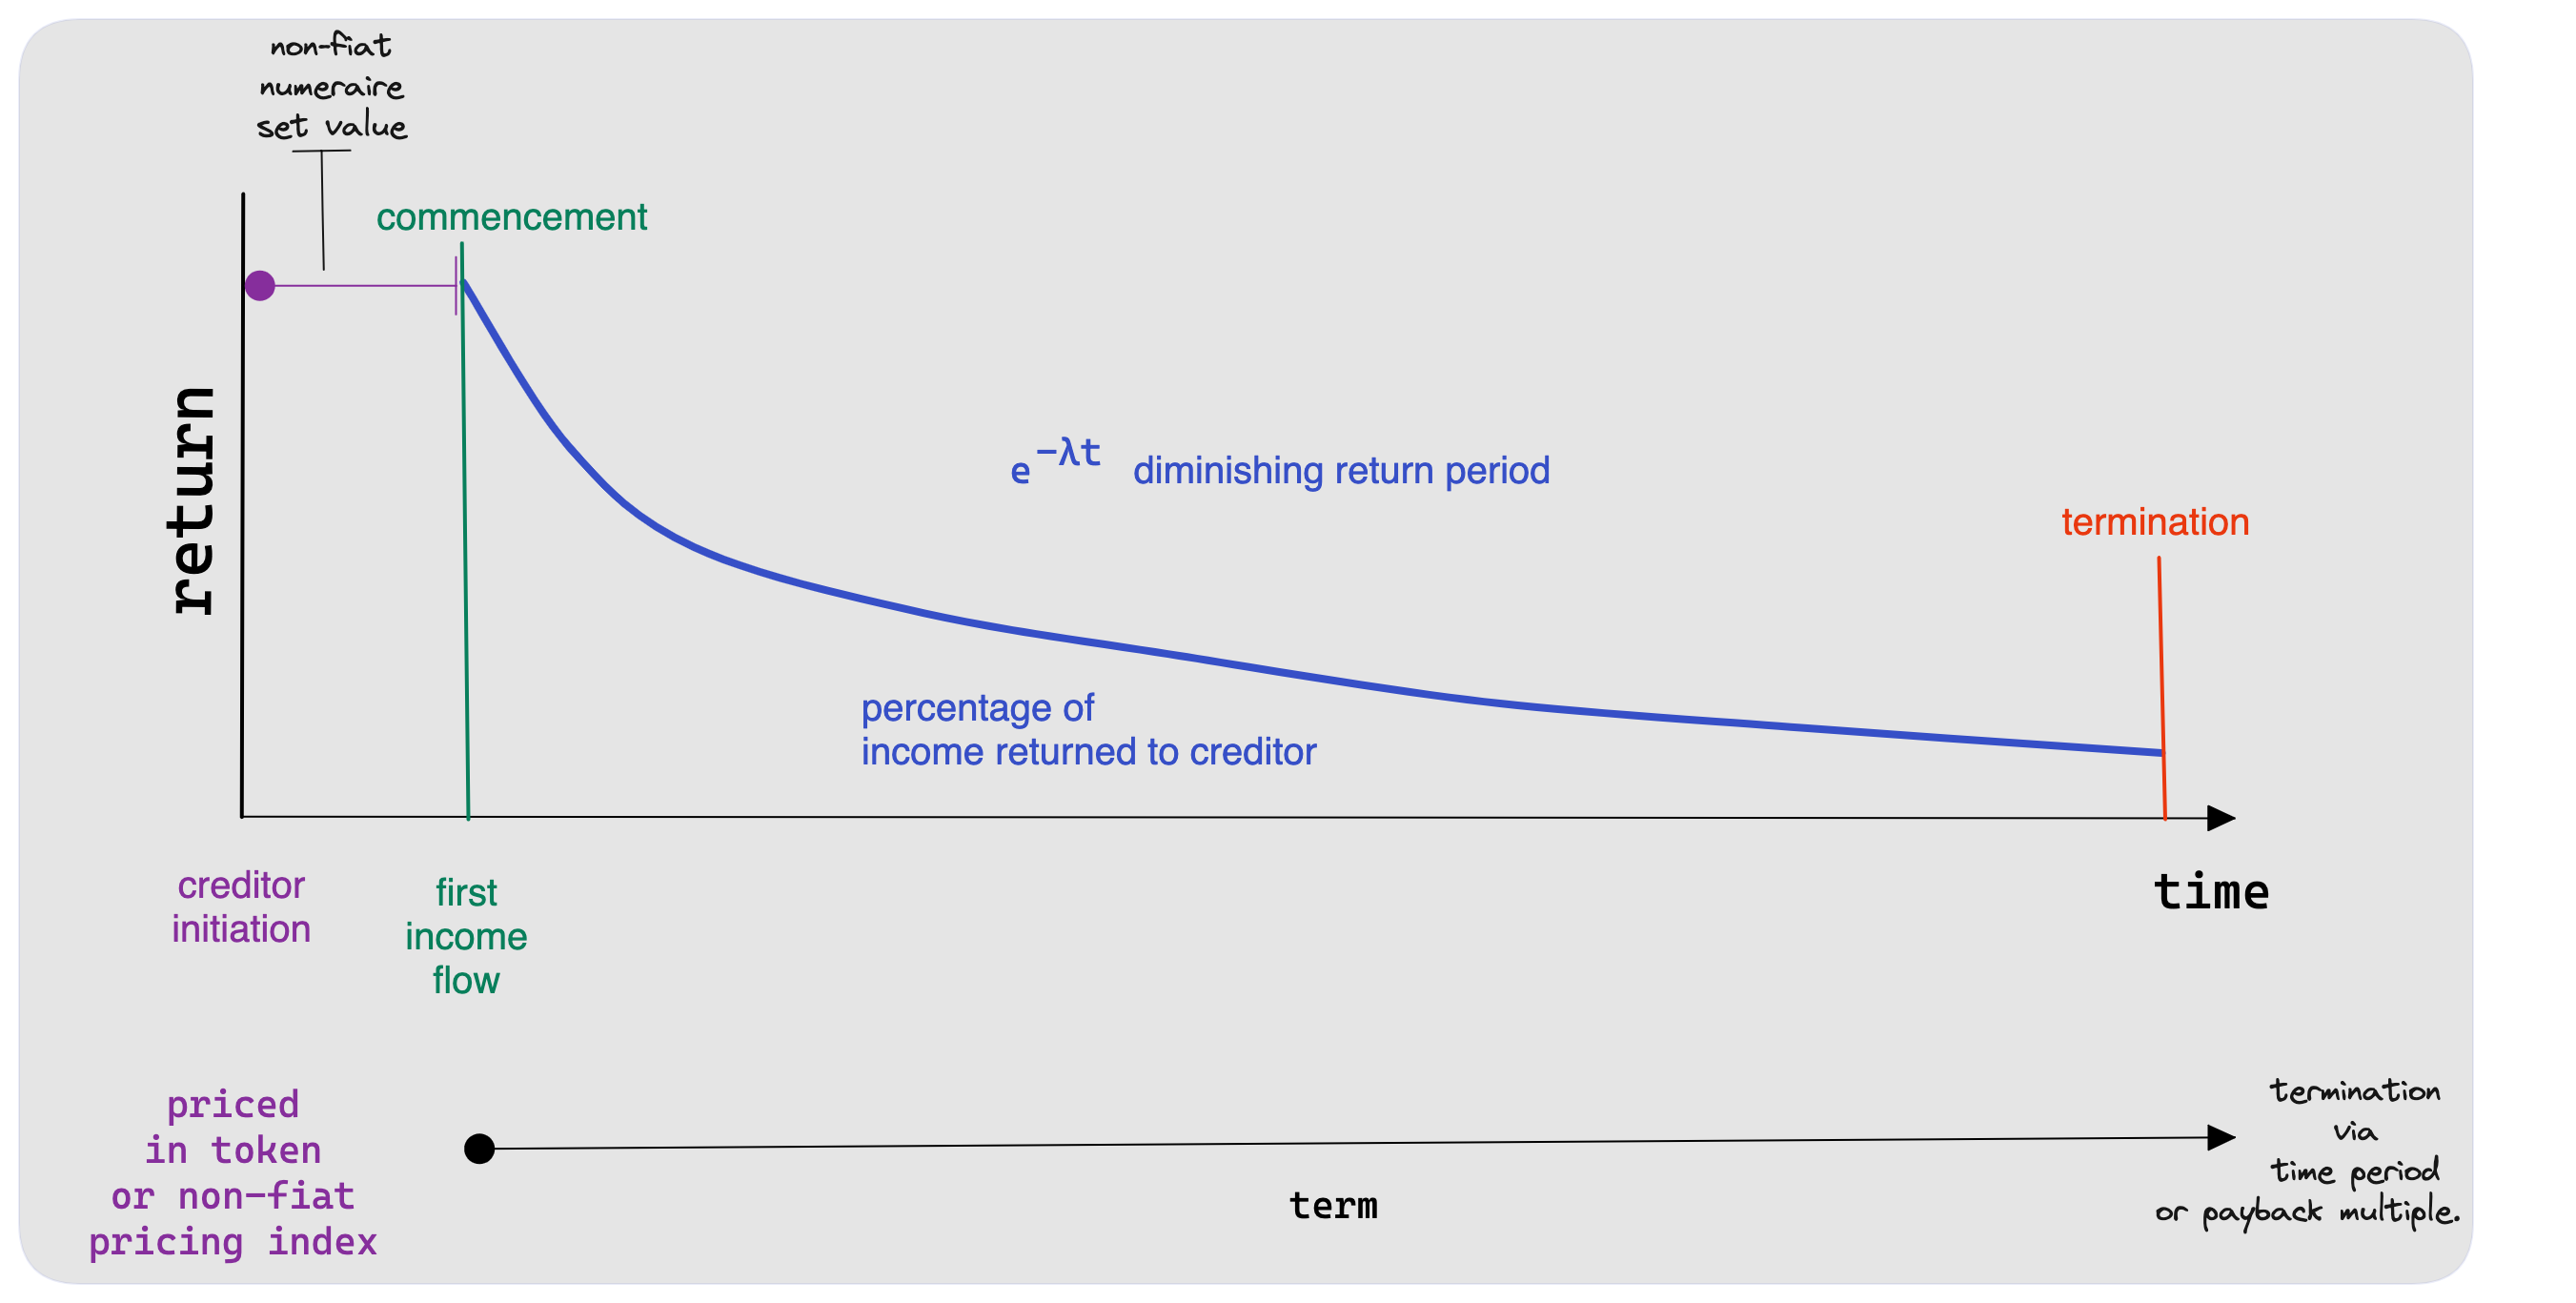 non-fiat
numeraire
set value
commencement
return
e^-λt diminishing return period
termination
percentage of
income returned to creditor
creditor
initiation
first
income
flow
time
priced
in token
or non-fiat
pricing index
term
termination
via
time period
or payback multiple.